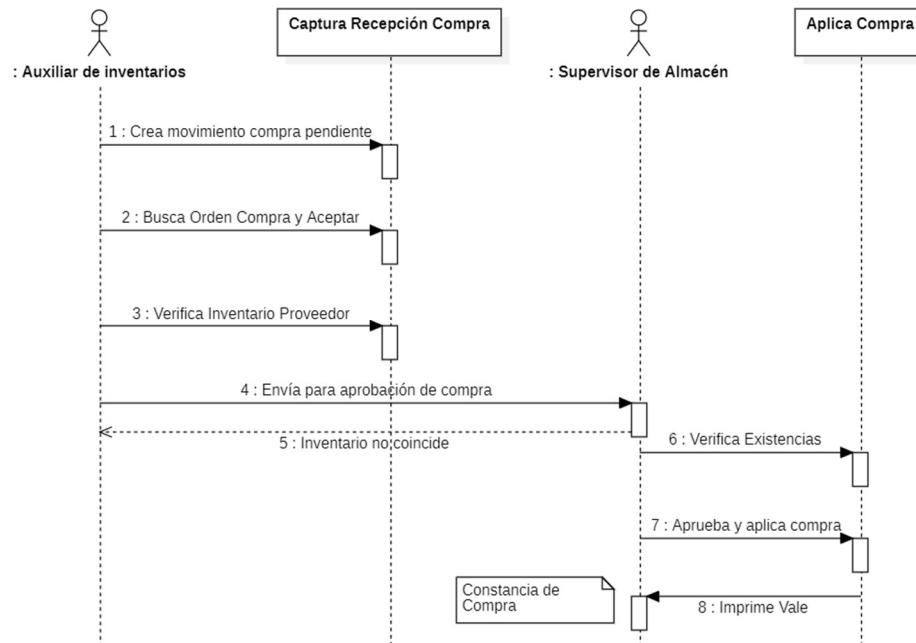 Captura Recepción Compra
Aplica Compra
: Auxiliar de inventarios
: Supervisor de Almacén
1 : Crea movimiento compra pendiente
2 : Busca Orden Compra y Aceptar
3 : Verifica Inventario Proveedor
4 : Envía para aprobación de compra
5 : Inventario no coincide
6 : Verifica Existencias
7 : Aprueba y aplica compra
Constancia de
Compra
8 : Imprime Vale